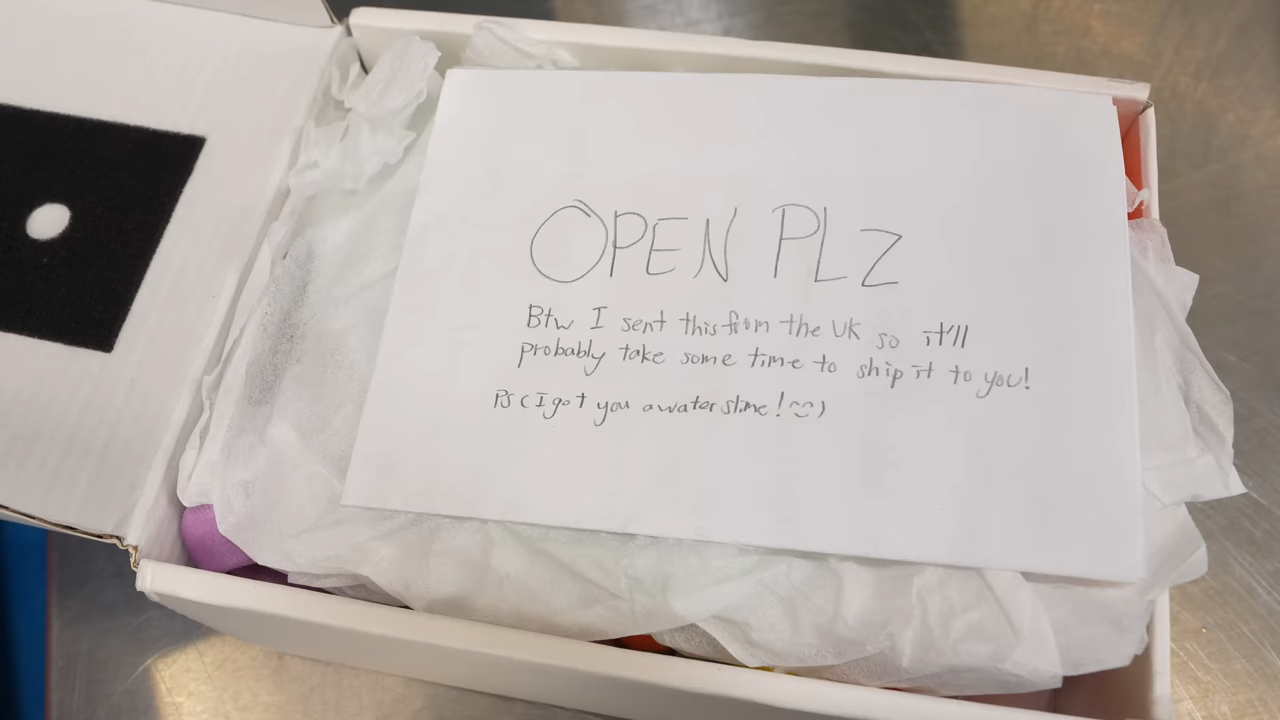 OPEN PLZ
Btw I sent this from the UK so it'll
probably take some time to ship it to you!
PS (I got you a water slime! ^‿^)